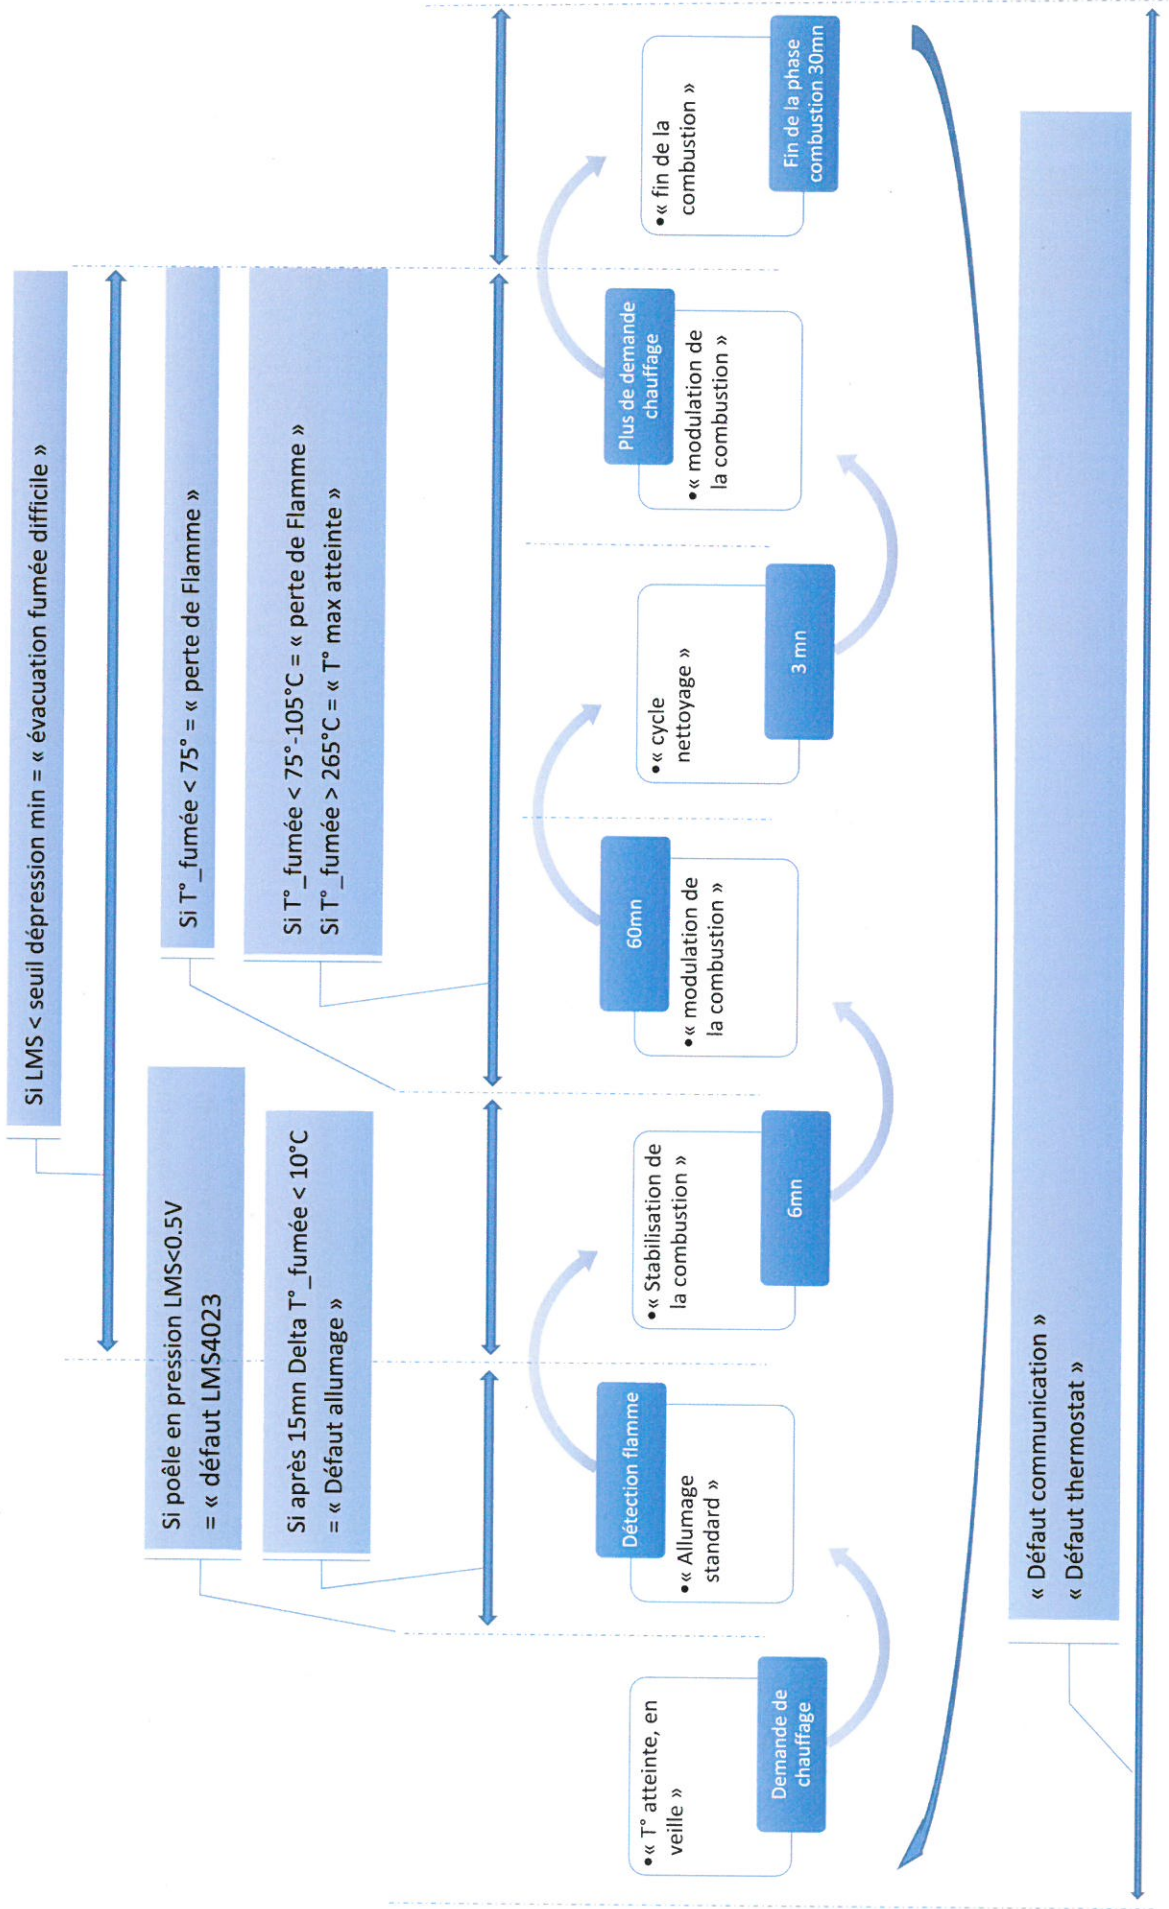 Si LMS < seuil dépression min = « évacuation fumée difficile »
Si poêle en pression LMS<0.5V
= « défaut LMS4023
Si T°_fumée < 75° = « perte de Flamme »
Si après 15mn Delta T°_fumée < 10°C
= « Défaut allumage »
Si T°_fumée < 75°-105°C = « perte de Flamme »
Si T°_fumée > 265°C = « T° max atteinte »
•« T° atteinte, en
veille »
Demande de
chauffage
Détection flamme
•« Allumage
standard »
•« Stabilisation de
la combustion »
6mn
60mn
•« modulation de
la combustion »
•« cycle
nettoyage »
3 mn
Plus de demande
chauffage
•« modulation de
la combustion »
•« fin de la
combustion »
Fin de la phase
combustion 30mn
« Défaut communication »
« Défaut thermostat »